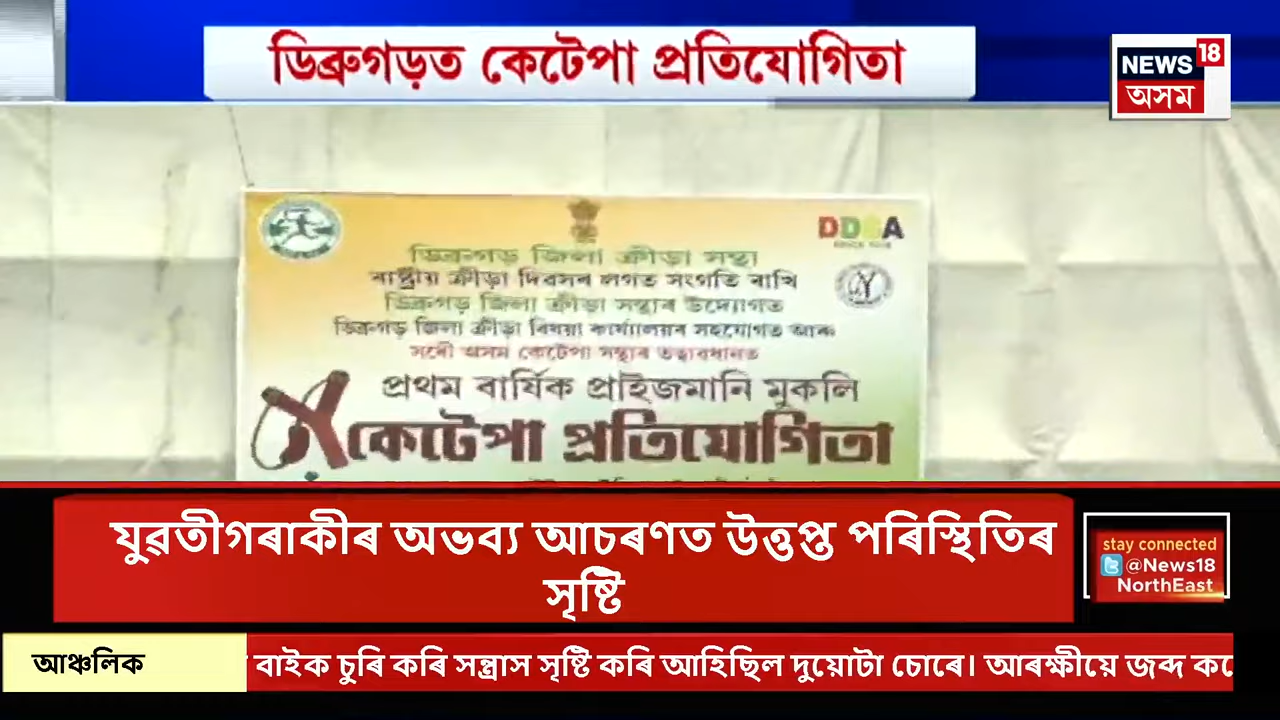 ডিব্ৰুগড়ত কেটেপা প্ৰতিযোগিতা
NEWS 18
অসম
DDSA
ডিব্ৰুগড় জিলা ক্ৰীড়া সন্থা
ৰাষ্ট্ৰীয় ক্ৰীড়া দিৱসৰ লগত সংগতি ৰাখি
ডিব্ৰুগড় জিলা ক্ৰীড়া সন্থাৰ উদ্যোগত
ডিব্ৰুগড় জিলা ক্ৰীড়া বিষয়া কাৰ্য্যালয়ৰ সহযোগত আৰু
সদৌ অসম কেটেপা সন্থাৰ তত্বাৱধানত
প্ৰথম বাৰ্ষিক প্ৰাইজমানি মুকলি
কেটেপা প্ৰতিযোগিতা
যুৱতীগৰাকীৰ অভব্য আচৰণত উত্তপ্ত পৰিস্থিতিৰ
সৃষ্টি
stay connected
@News18
NorthEast
আঞ্চলিক
বাইক চুৰি কৰি সন্ত্ৰাস সৃষ্টি কৰি আহিছিল দুয়োটা চোৰে। আৰক্ষীয়ে জব্দ